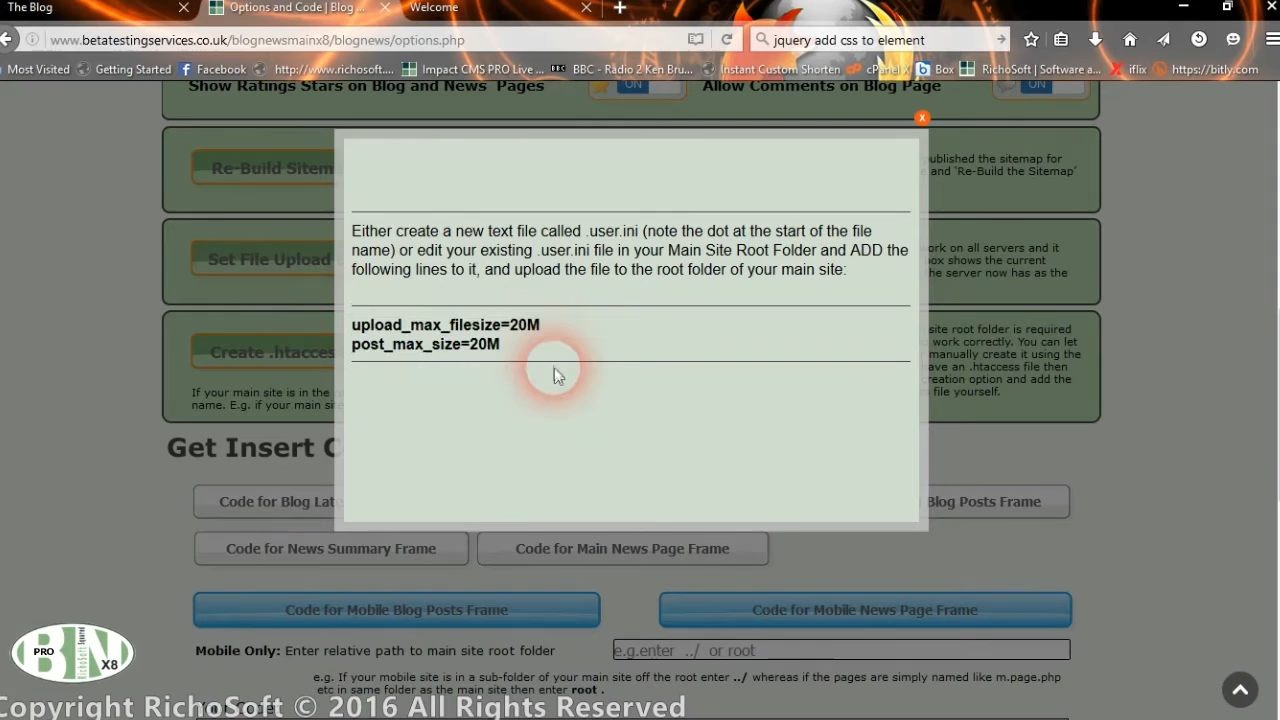 The Blog
Options and Code | Blog ...
Welcome
www.betatestingservices.co.uk/blognewsmainx8/blognews/options.php
jquery add css to element
Most Visited
Getting Started
Facebook
http://www.richosoft....
Impact CMS PRO Live ...
BBC - Radio 2 Ken Bru...
Instant Custom Shorten
cPanel X
Box
RichoSoft | Software a...
iflix
https://bitly.com
Show Ratings Stars on Blog and News Pages
ON
Allow Comments on Blog Page
ON
x
Re-Build Sitem
published the sitemap for
and 'Re-Build the Sitemap'
Either create a new text file called .user.ini (note the dot at the start of the file
name) or edit your existing .user.ini file in your Main Site Root Folder and ADD the
following lines to it, and upload the file to the root folder of your main site:
Set File Upload
work on all servers and it
box shows the current
the server now has as the
upload_max_filesize=20M
post_max_size=20M
Create .htacces
site root folder is required
work correctly. You can let
manually create it using the
have an .htaccess file then
creation option and add the
file yourself.
If your main site is in the
name. E.g. if your main sit
Get Insert C
Code for Blog Late
Blog Posts Frame
Code for News Summary Frame
Code for Main News Page Frame
Code for Mobile Blog Posts Frame
Code for Mobile News Page Frame
Mobile Only: Enter relative path to main site root folder
e.g.enter ../ or root
e.g. If your mobile site is in a sub-folder of your main site off the root enter ../ whereas if the pages are simply named like m.page.php
etc in same folder as the main site then enter root .
BN
PRO
RichoSoft Squared
X8
Copyright RichoSoft © 2016 All Rights Reserved